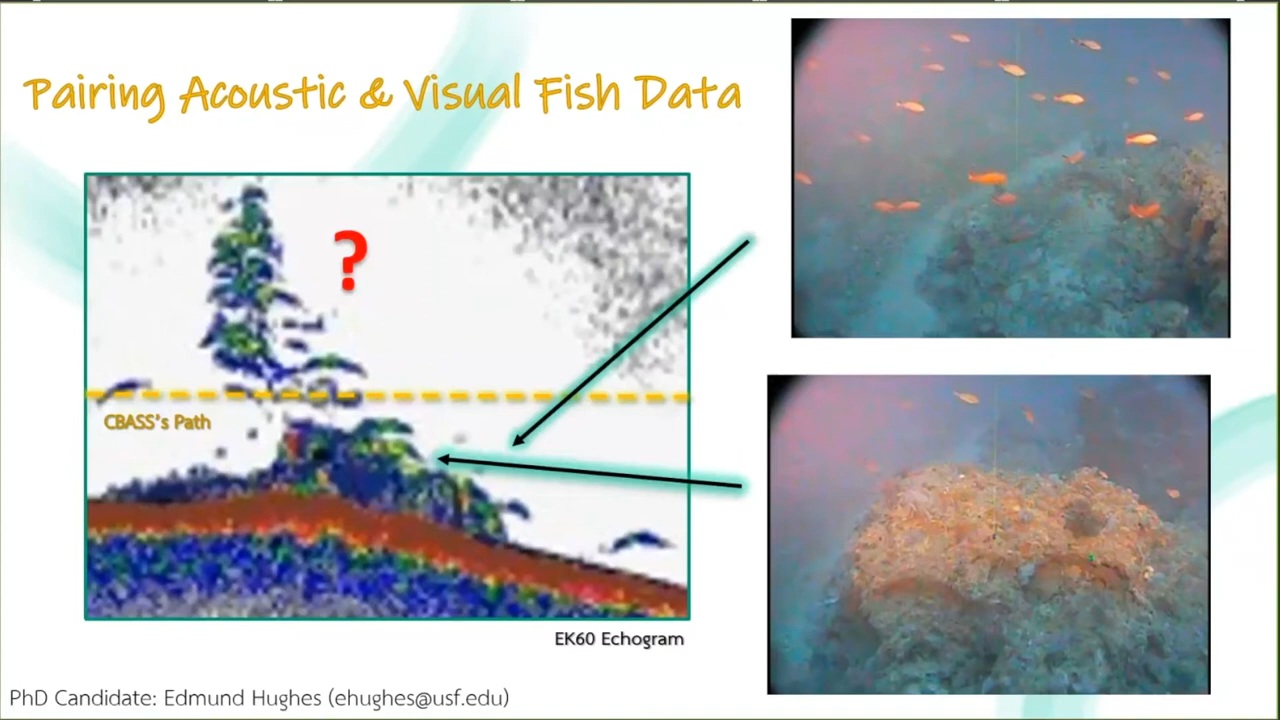 Pairing Acoustic & Visual Fish Data
?
CBASS's Path
EK60 Echogram
PhD Candidate: Edmund Hughes (ehughes@usf.edu)